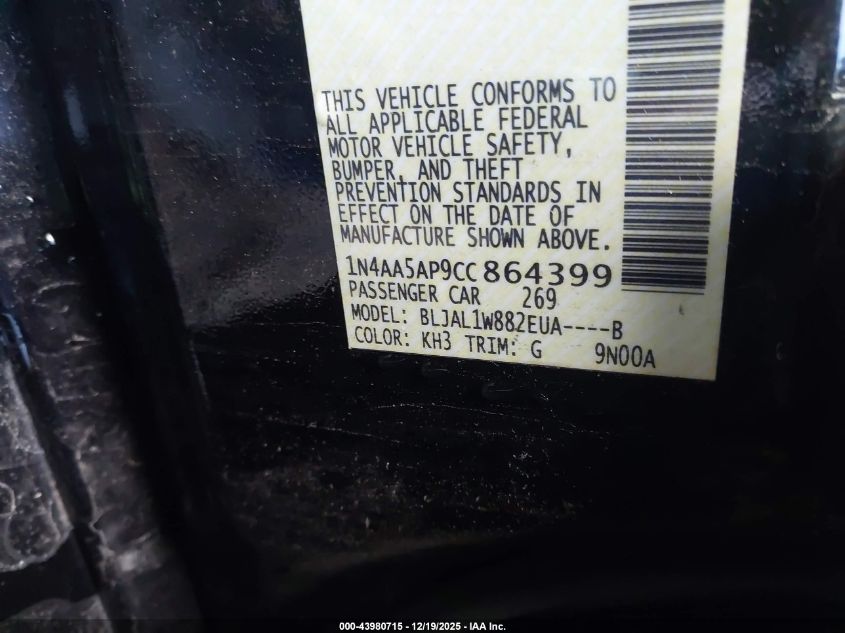 THIS VEHICLE CONFORMS TO
ALL APPLICABLE FEDERAL
MOTOR VEHICLE SAFETY,
BUMPER, AND THEFT
PREVENTION STANDARDS IN
EFFECT ON THE DATE OF
MANUFACTURE SHOWN ABOVE.
1N4AA5AP9CC864399
PASSENGER CAR 269
MODEL: BLJAL1W882EUA----B
COLOR: KH3 TRIM: G 9N00A
000-43980715 - 12/19/2025 - IAA Inc.